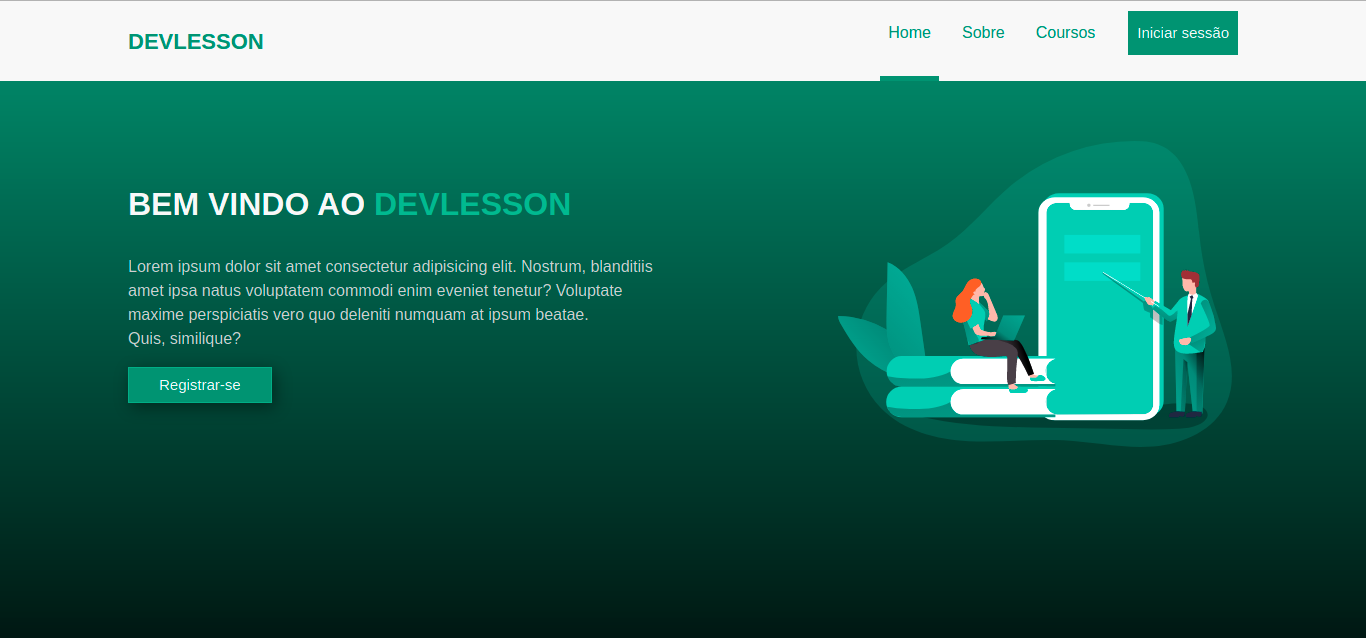 DEVLESSON
Home
Sobre
Coursos
Iniciar sessão
BEM VINDO AO DEVLESSON
Lorem ipsum dolor sit amet consectetur adipisicing elit. Nostrum, blanditiis
amet ipsa natus voluptatem commodi enim eveniet tenetur? Voluptate
maxime perspiciatis vero quo deleniti numquam at ipsum beatae.
Quis, similique?
Registrar-se